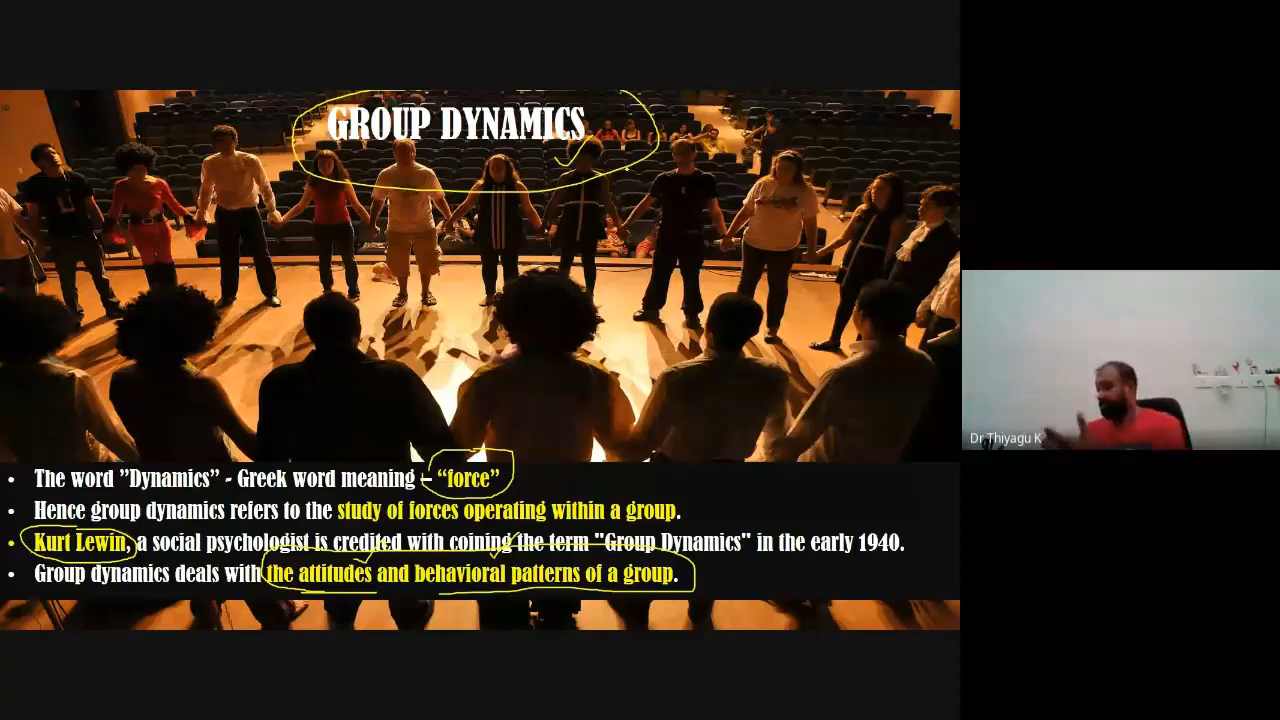 GROUP DYNAMICS
• The word ”Dynamics” - Greek word meaning – “force”
• Hence group dynamics refers to the study of forces operating within a group.
• Kurt Lewin, a social psychologist is credited with coining the term "Group Dynamics" in the early 1940.
• Group dynamics deals with the attitudes and behavioral patterns of a group.
Dr Thiyagu K